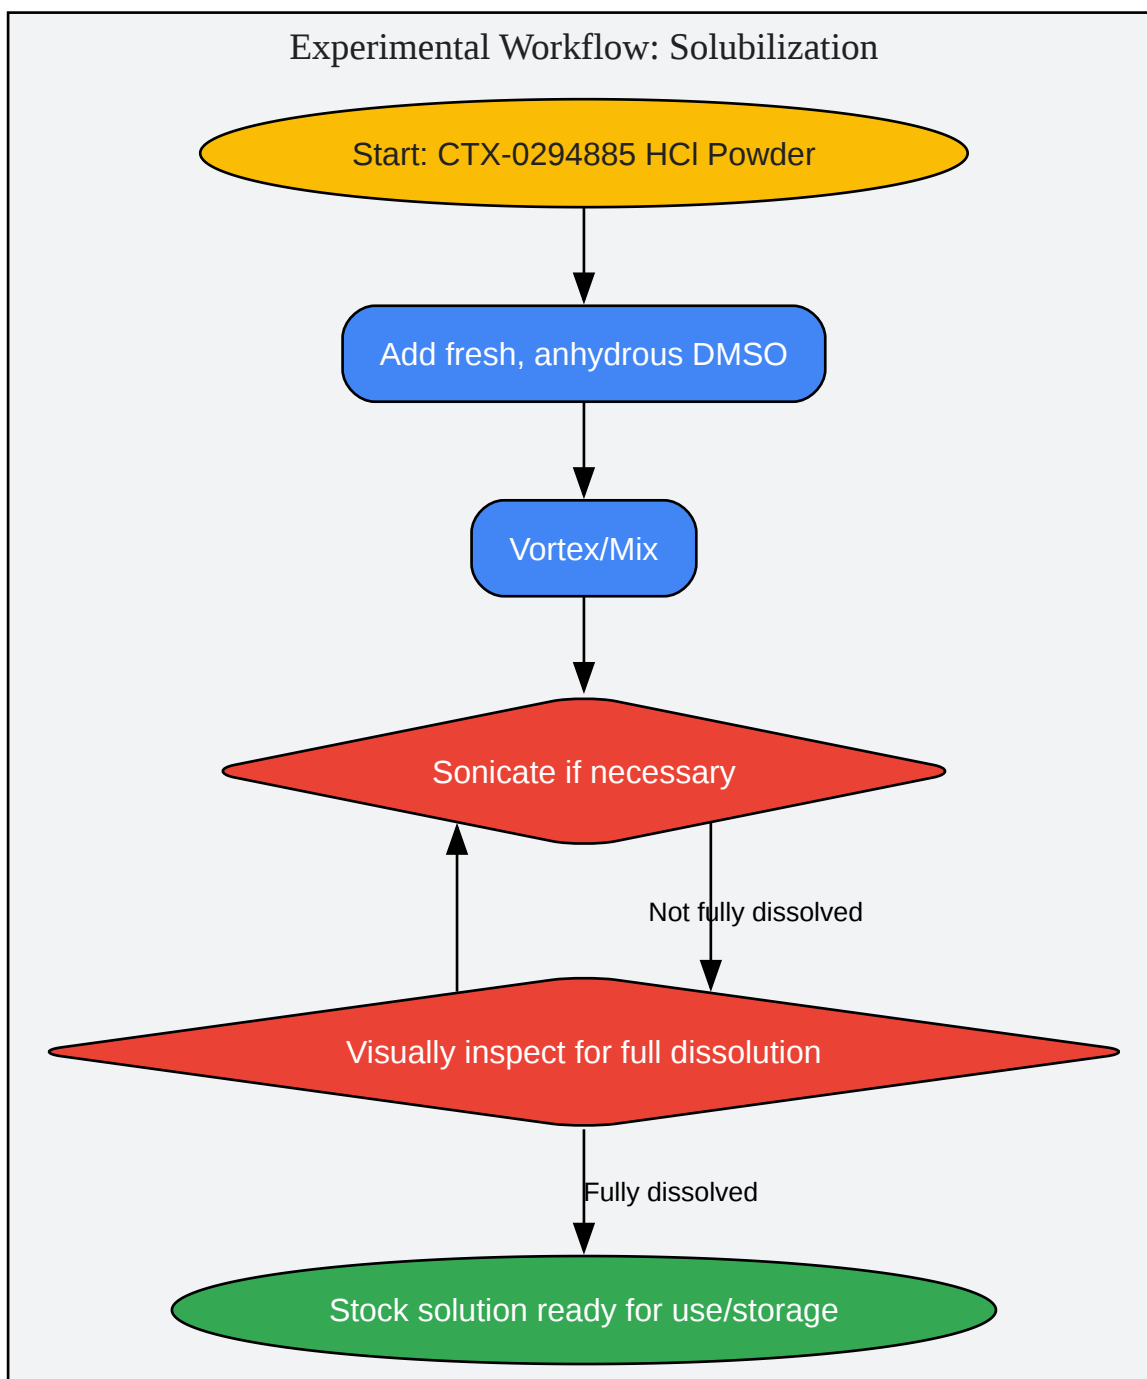 Experimental Workflow: Solubilization
Start: CTX-0294885 HCl Powder
Add fresh, anhydrous DMSO
Vortex/Mix
Sonicate if necessary
Not fully dissolved
Visually inspect for full dissolution
Fully dissolved
Stock solution ready for use/storage